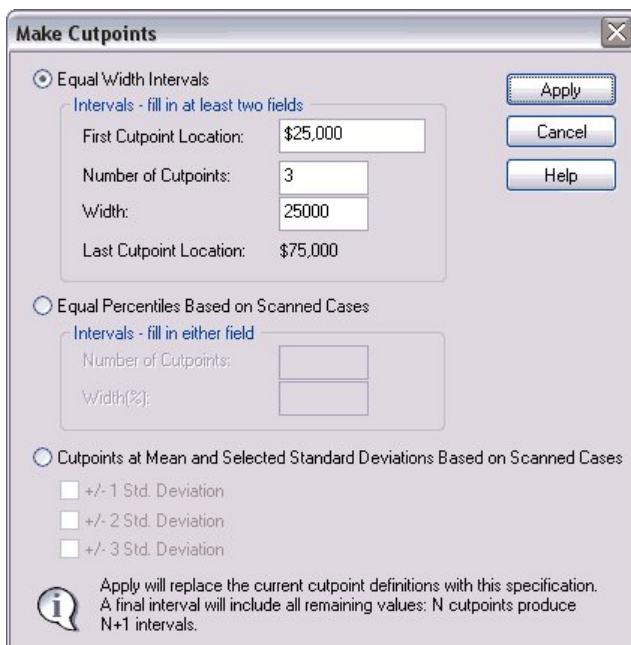 Make Cutpoints
Equal Width Intervals
Intervals - fill in at least two fields
First Cutpoint Location: $25,000
Number of Cutpoints: 3
Width: 25000
Last Cutpoint Location: $75,000
Apply
Cancel
Help
Equal Percentiles Based on Scanned Cases
Intervals - fill in either field
Number of Cutpoints:
Width(%):
Cutpoints at Mean and Selected Standard Deviations Based on Scanned Cases
+/- 1 Std. Deviation
+/- 2 Std. Deviation
+/- 3 Std. Deviation
Apply will replace the current cutpoint definitions with this specification.
A final interval will include all remaining values: N cutpoints produce
N+1 intervals.